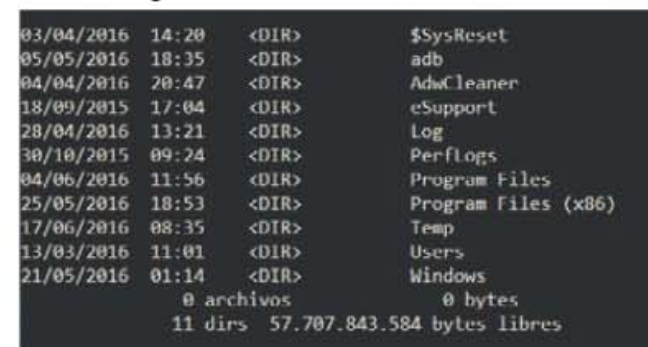 03/04/2016 14:20 <DIR> $SysReset
05/05/2016 18:35 <DIR> adb
04/04/2016 20:47 <DIR> AdwCleaner
18/09/2015 17:04 <DIR> eSupport
28/04/2016 13:21 <DIR> Log
30/10/2015 09:24 <DIR> PerfLogs
04/06/2016 11:56 <DIR> Program Files
25/05/2016 18:53 <DIR> Program Files (x86)
17/06/2016 08:35 <DIR> Temp
13/03/2016 11:01 <DIR> Users
21/05/2016 01:14 <DIR> Windows
0 archivos 0 bytes
11 dirs 57.707.843.584 bytes libres